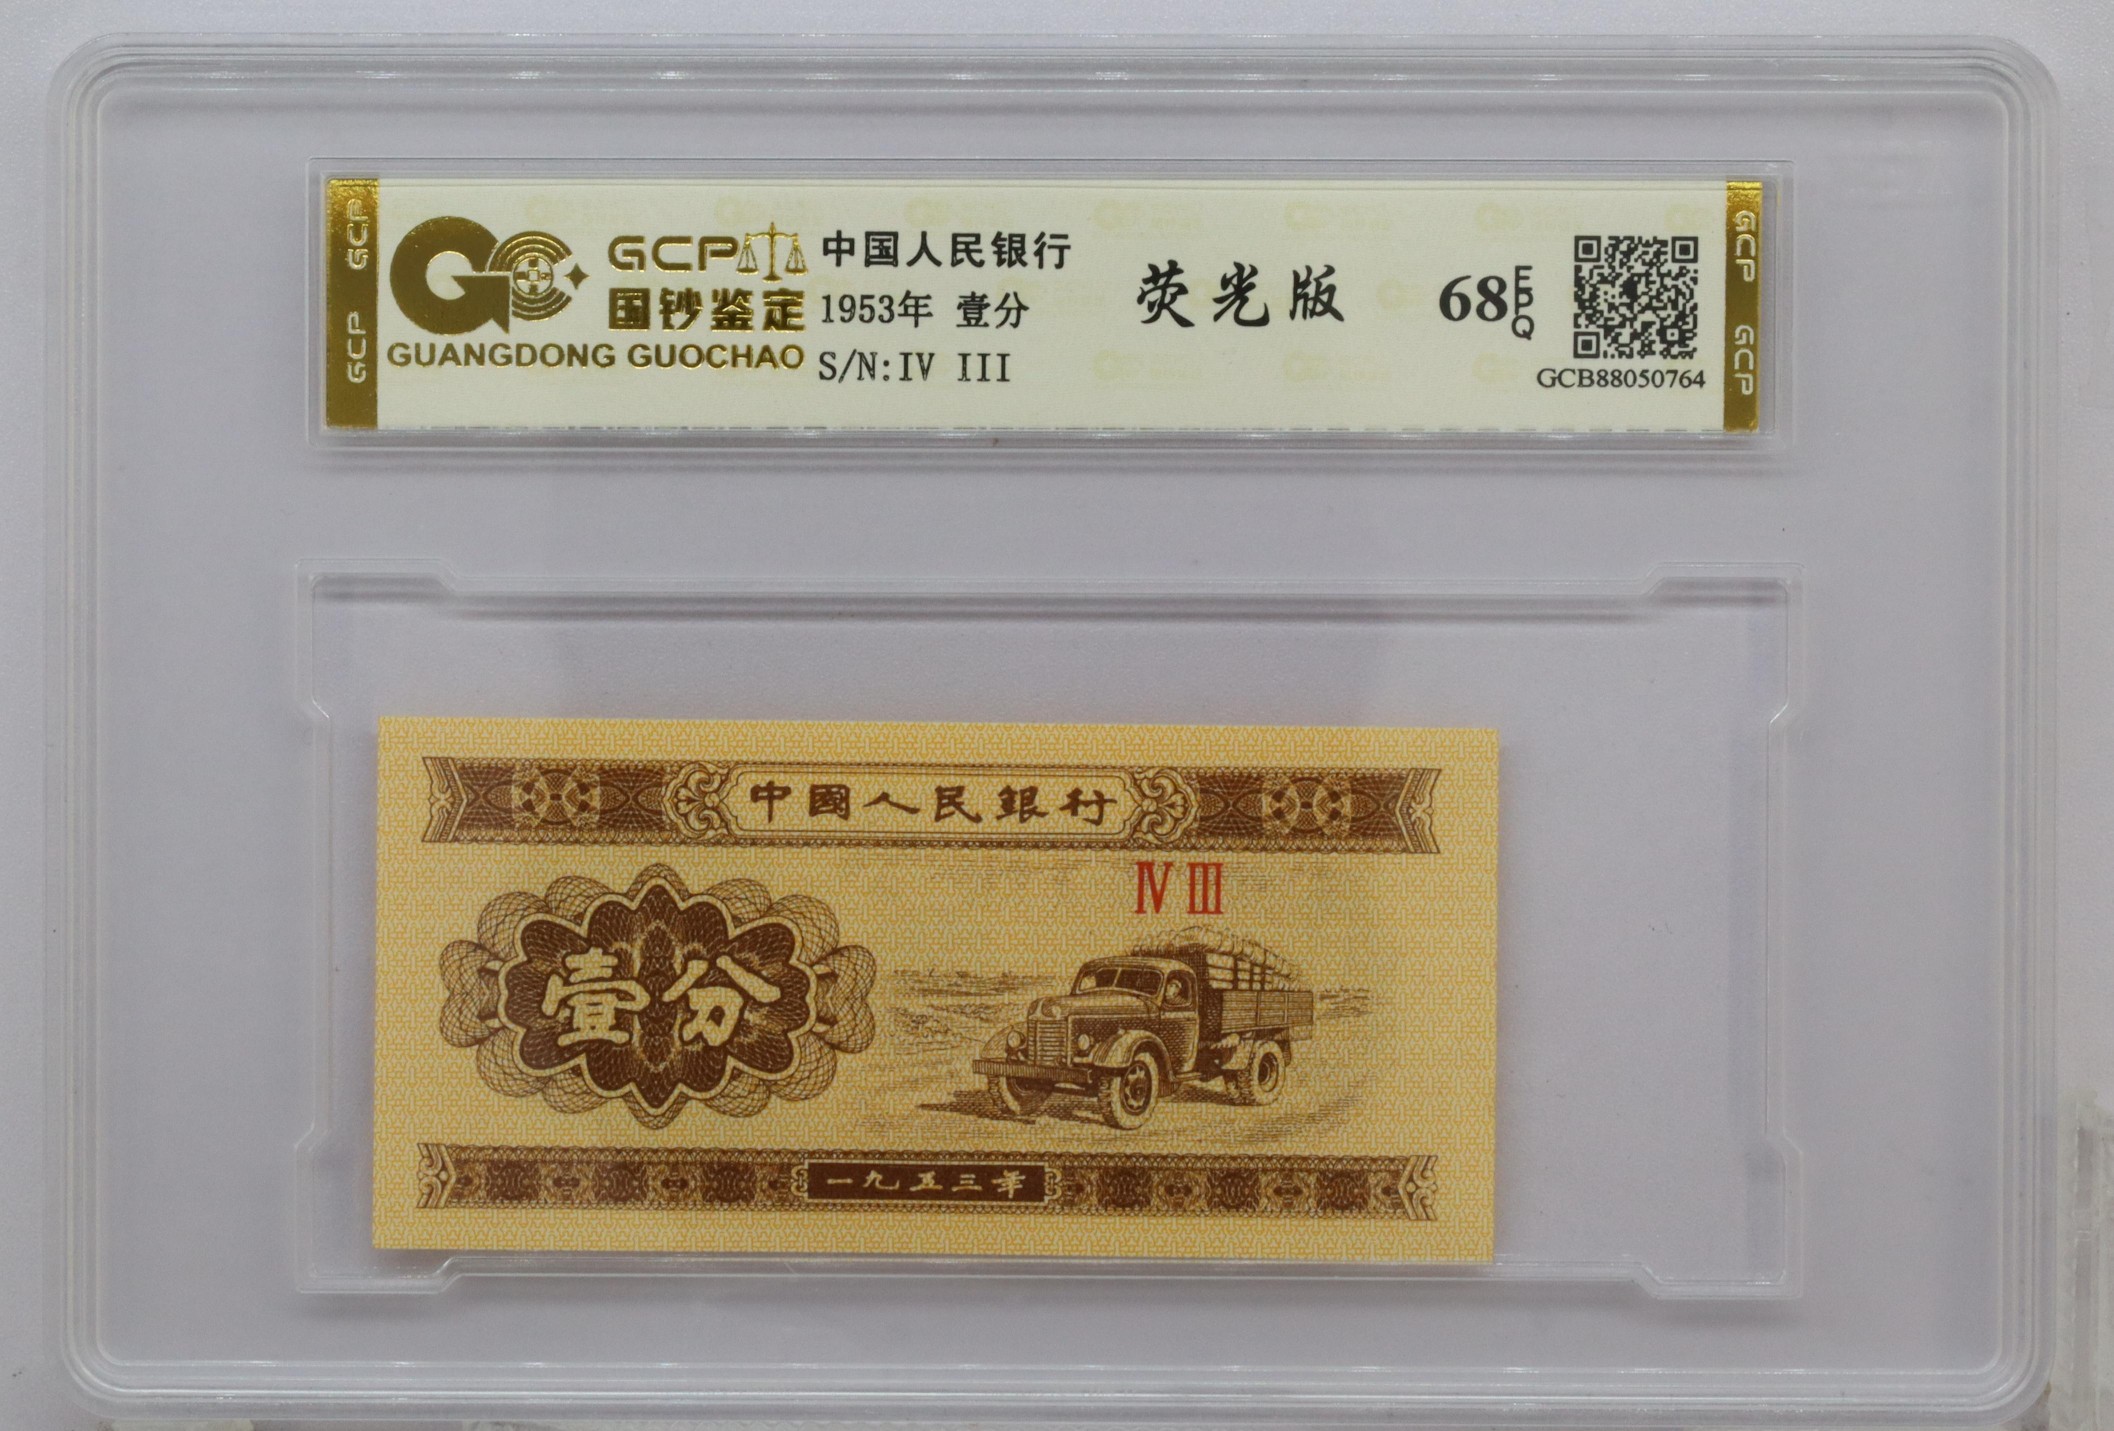 GCP GCP
GCP
国钞鉴定
GUANGDONG GUOCHAO
中国人民银行
1953年 壹分
S/N:IV III
荧光版
68 EPQ
GCB88050764
GCP GCP
中國人民銀行
IV III
壹分
一九五三年